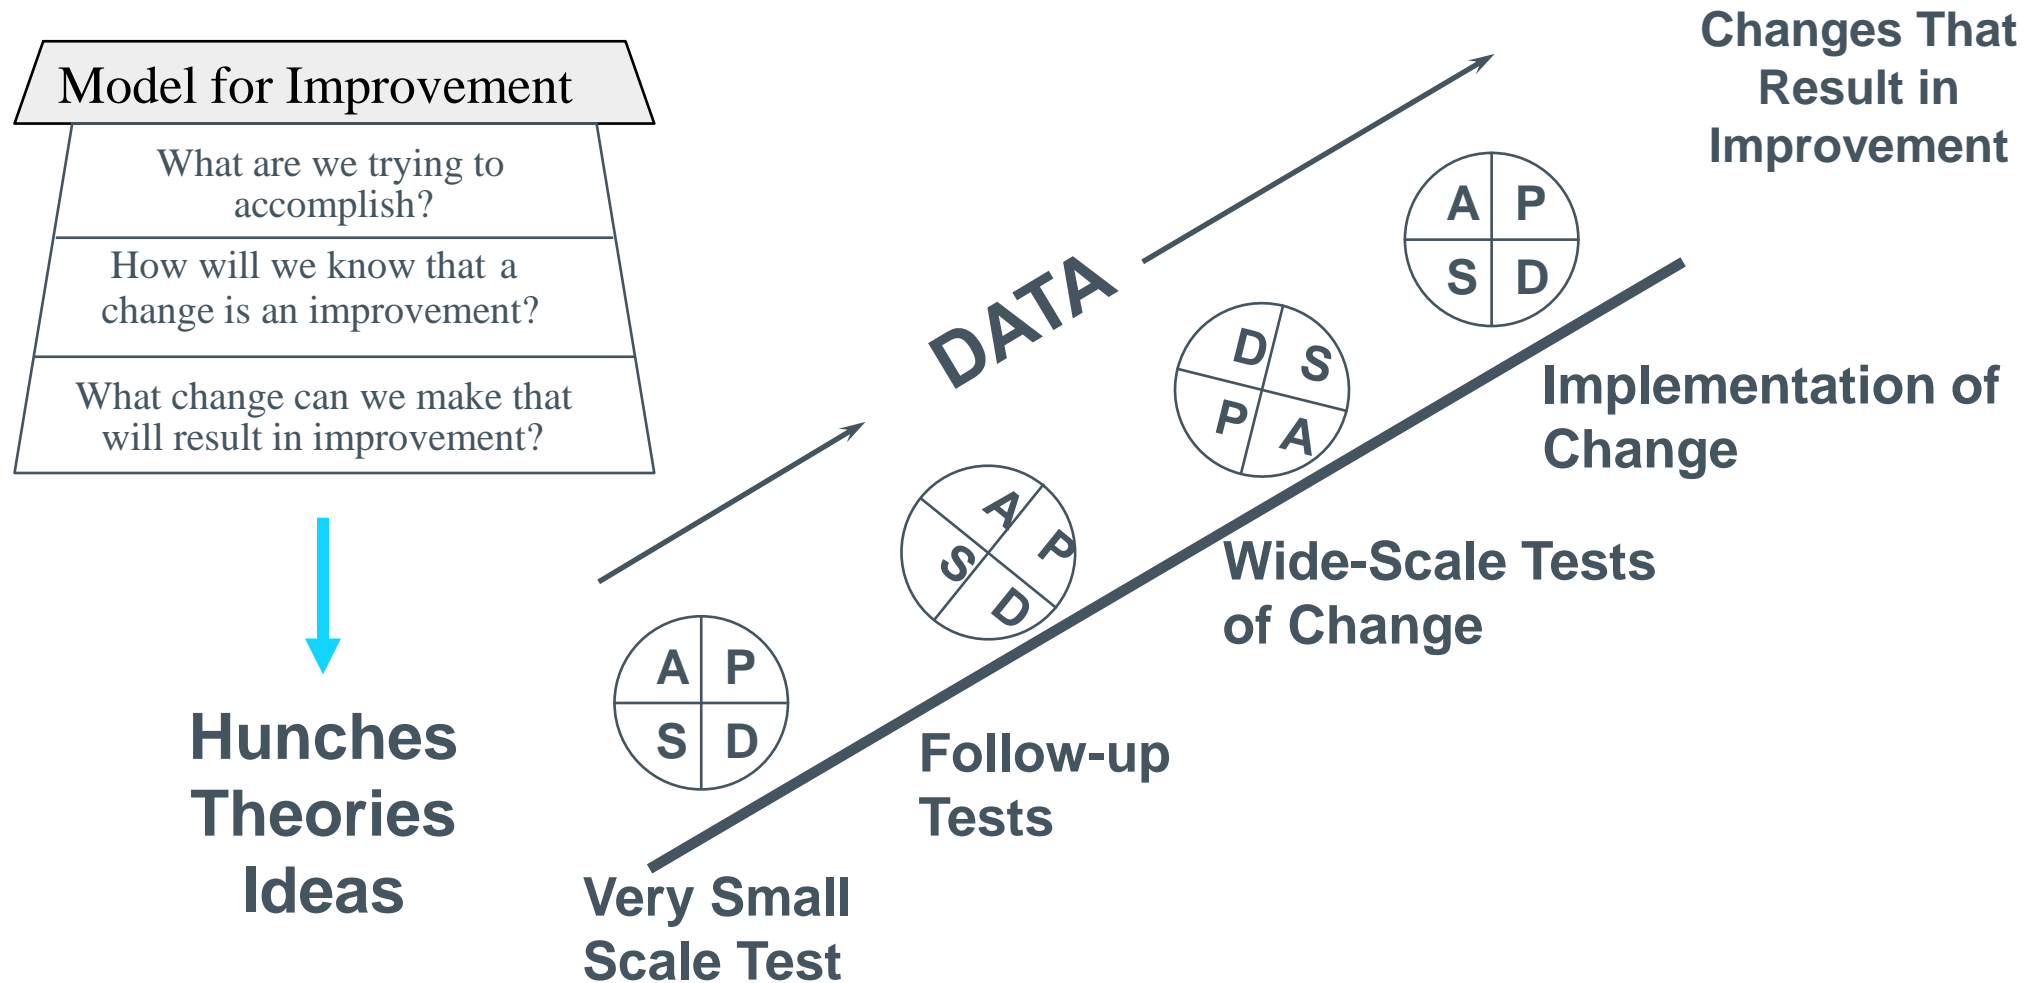 Model for Improvement
What are we trying to
accomplish?
How will we know that a
change is an improvement?
What change can we make that
will result in improvement?
Hunches
Theories
Ideas
A P
S D
Very Small
Scale Test
A P
S D
Follow-up
Tests
D S
P A
Wide-Scale Tests
of Change
A P
S D
Implementation of
Change
DATA
Changes That
Result in
Improvement